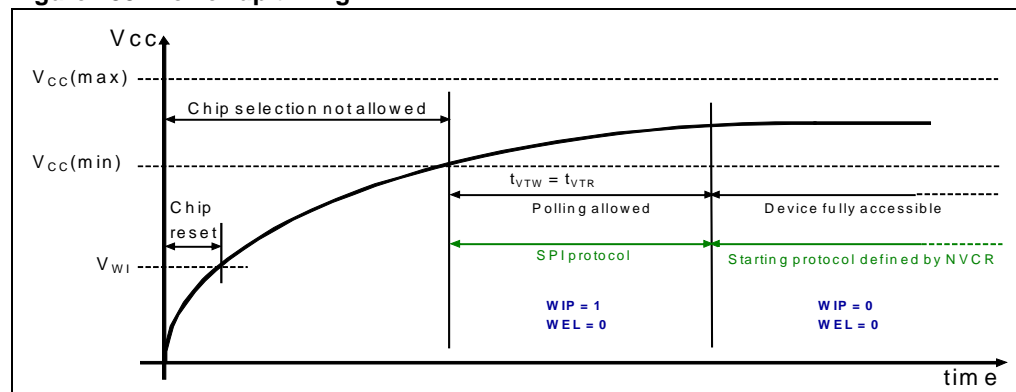 Vcc
VCC(max)
Chip selection not allowed
VCC(min)
tVTW = tVTR
Polling allowed
Device fully accessible
Chip
reset
VWI
SPI protocol
Starting protocol defined by NVCR
WIP = 1
WEL = 0
WIP = 0
WEL = 0
time